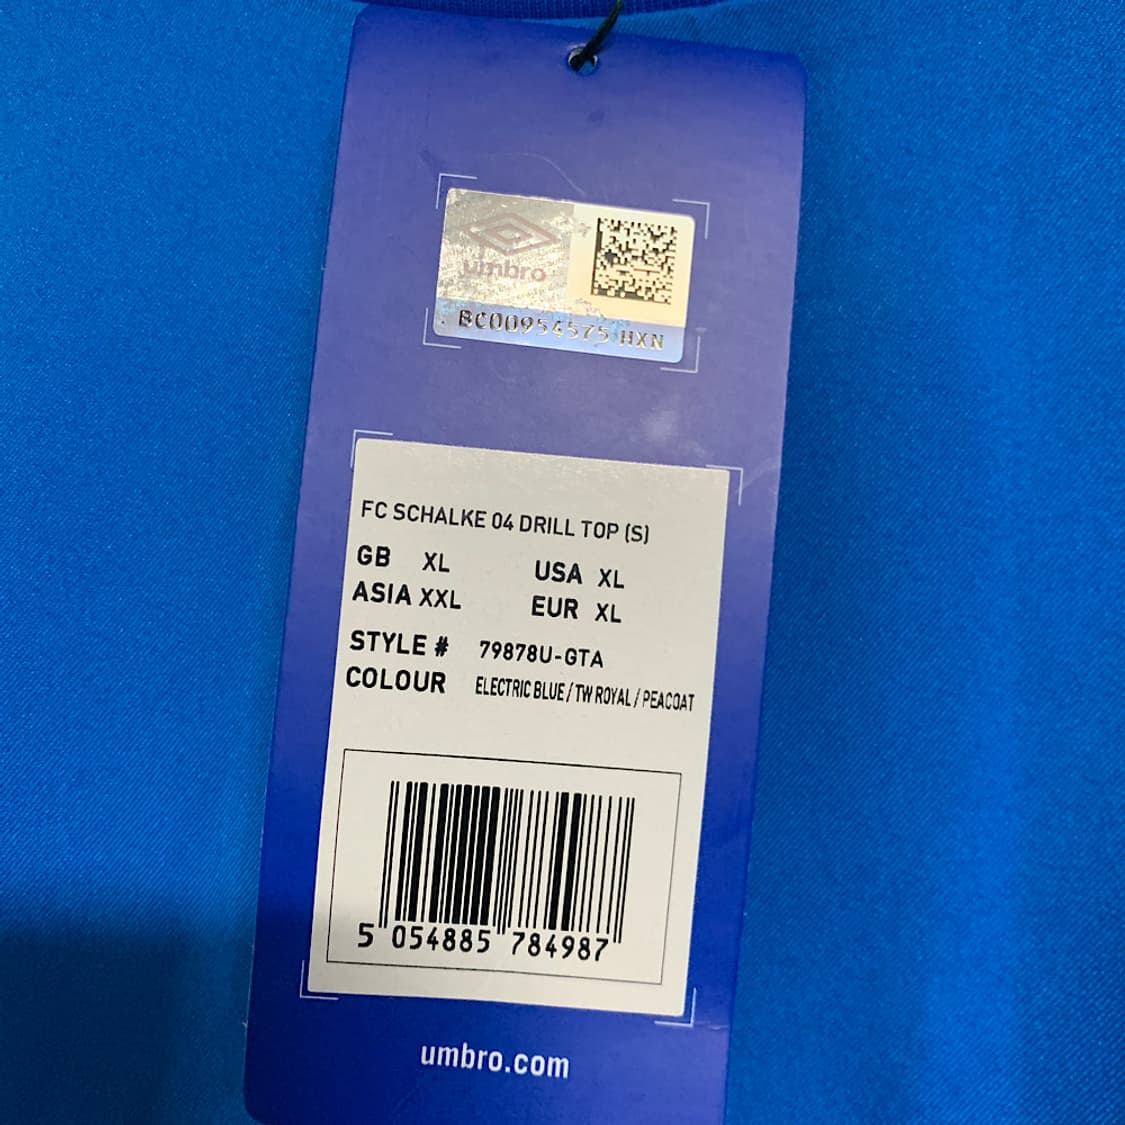 umbro
BC00954575 HXN
FC SCHALKE 04 DRILL TOP (S)
GB XL USA XL
ASIA XXL EUR XL
STYLE # 79878U-GTA
COLOUR ELECTRIC BLUE / TW ROYAL / PEACOAT
5 054885 784987
umbro.com